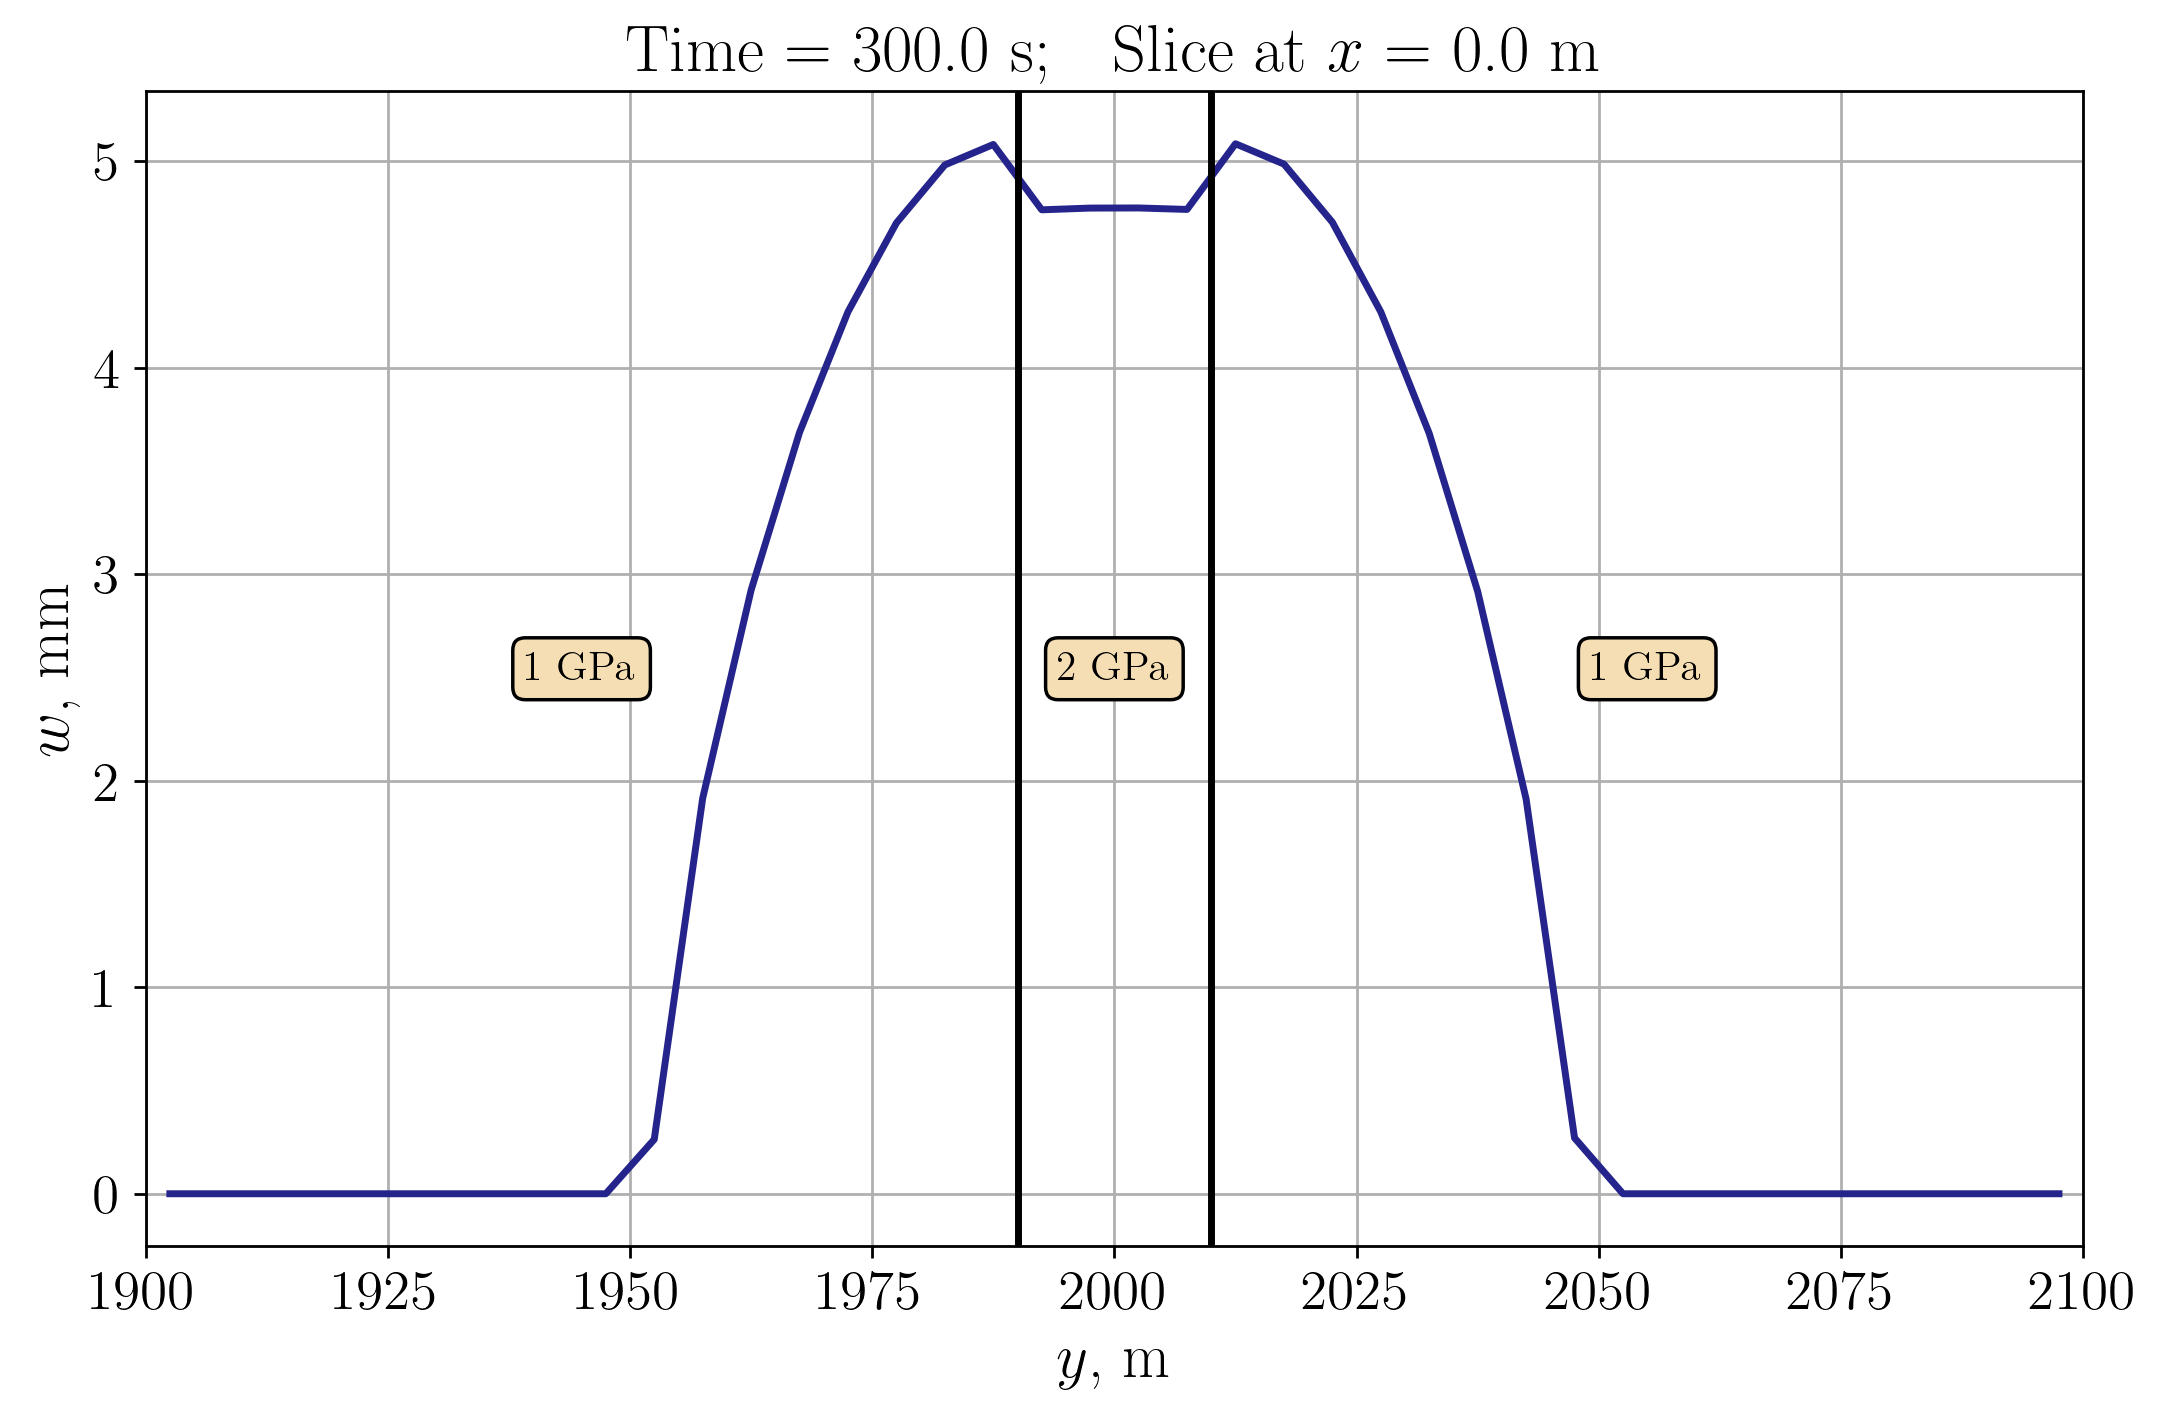 Time = 300.0 s; Slice at x = 0.0 m
5
4
3
2
1
0
w, mm
1 GPa
2 GPa
1 GPa
1900 1925 1950 1975 2000 2025 2050 2075 2100
y, m